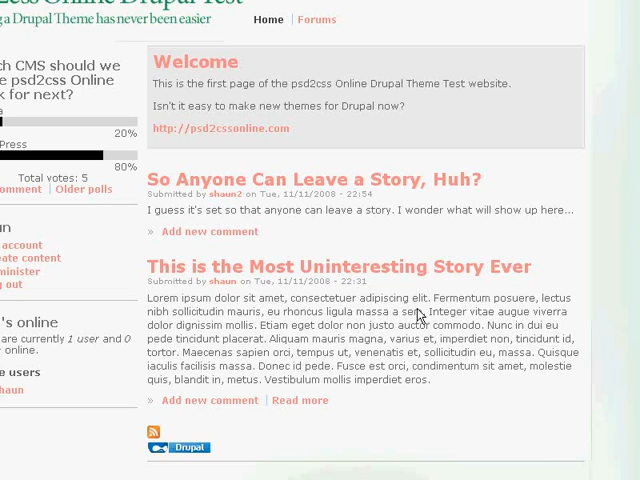 2css Online Drupal Theme Test
g a Drupal Theme has never been easier
Home Forums
ch CMS should we
e psd2css Online
k for next?
20%
Press
80%
Total votes: 5
omment Older polls
account
eate content
minister
g out
's online
are currently 1 user and 0
online.
e users
haun
Welcome
This is the first page of the psd2css Online Drupal Theme Test website.
Isn't it easy to make new themes for Drupal now?
http://psd2cssonline.com
So Anyone Can Leave a Story, Huh?
Submitted by shaun2 on Tue, 11/11/2008 - 22:54
I guess it's set so that anyone can leave a story. I wonder what will show up here...
» Add new comment
This is the Most Uninteresting Story Ever
Submitted by shaun on Tue, 11/11/2008 - 22:31
Lorem ipsum dolor sit amet, consectetuer adipiscing elit. Fermentum posuere, lectus
nibh sollicitudin mauris, eu rhoncus ligula massa a sem. Integer vitae augue viverra
dolor dignissim mollis. Etiam eget dolor non justo auctor commodo. Nunc in dui eu
pede tincidunt placerat. Aliquam mauris magna, varius et, imperdiet non, tincidunt id,
tortor. Maecenas sapien orci, tempus ut, venenatis et, sollicitudin eu, massa. Quisque
iaculis facilisis massa. Donec id pede. Fusce est orci, condimentum sit amet, molestie
quis, blandit in, metus. Vestibulum mollis imperdiet eros.
» Add new comment Read more
Drupal